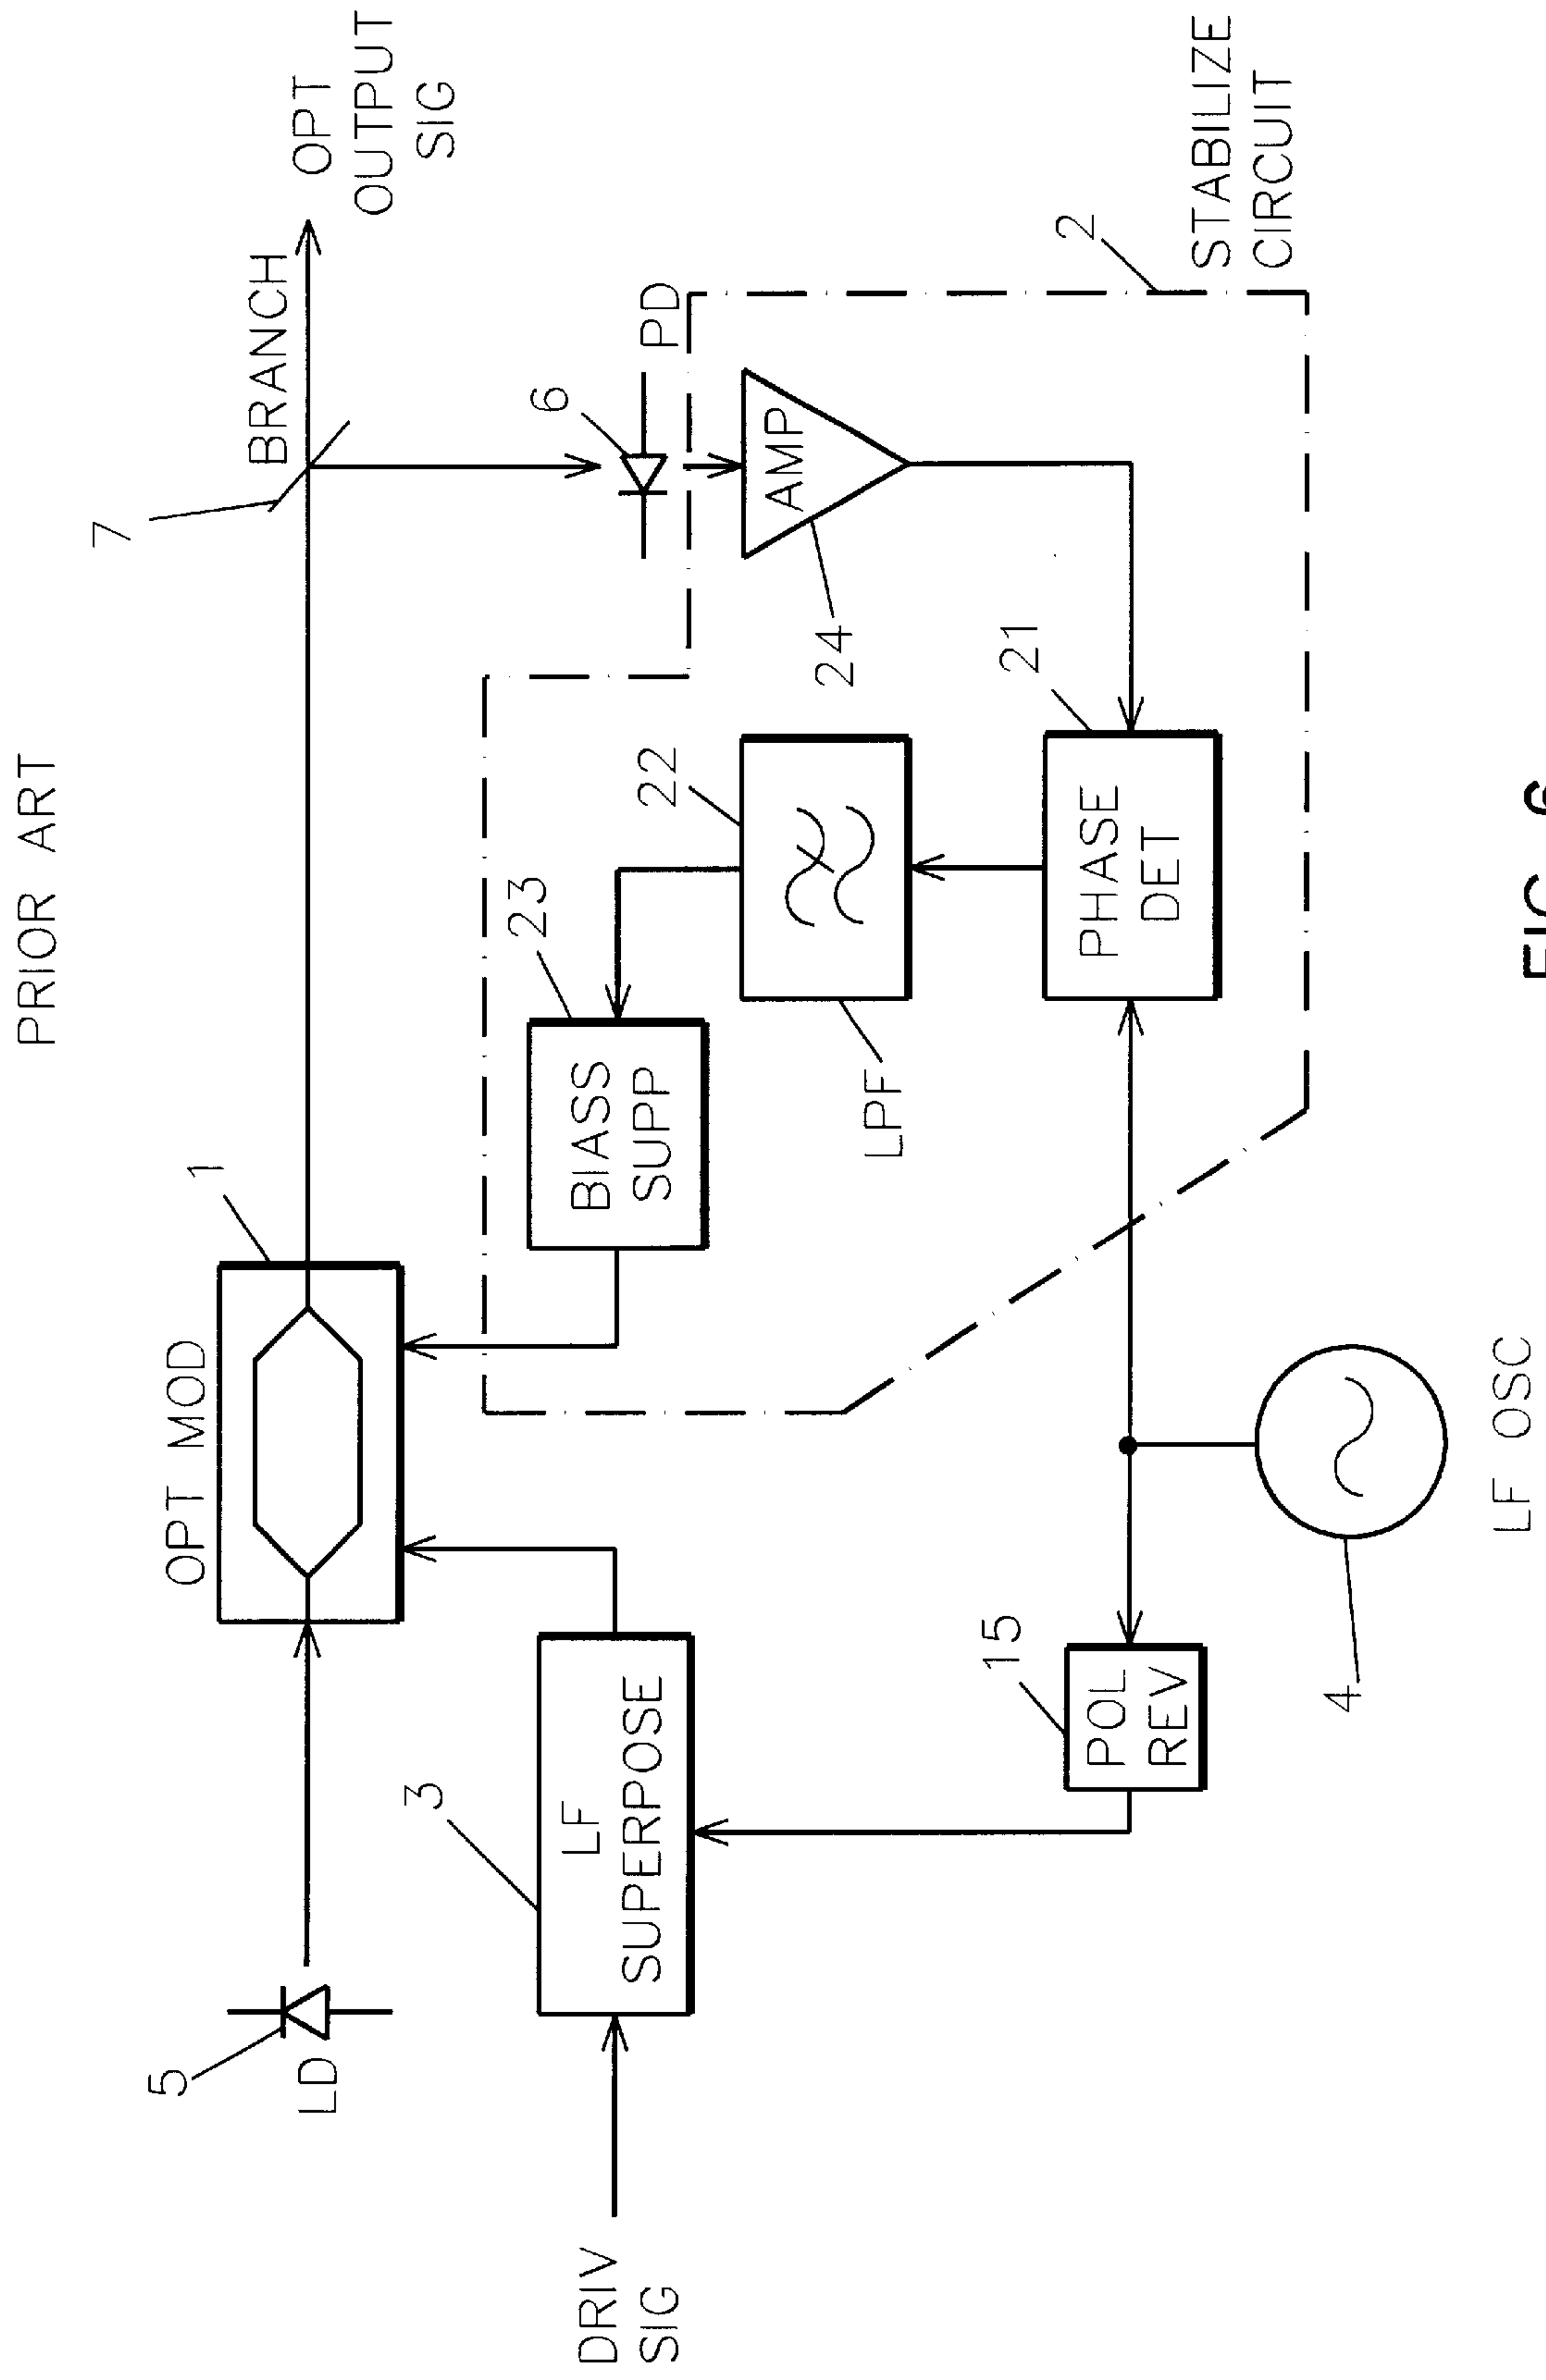 PRIOR ART
7
BRANCH
OPT
OUTPUT
SIG
OPT MOD
1
5
LD
6
PD
3
LF
SUPERPOSE
DRIV
SIG
BIASS
SUPP
23
22
LPF
AMP
24
PHASE
DET
21
2
STABILIZE
CIRCUIT
15
POL
REV
4
LF OSC